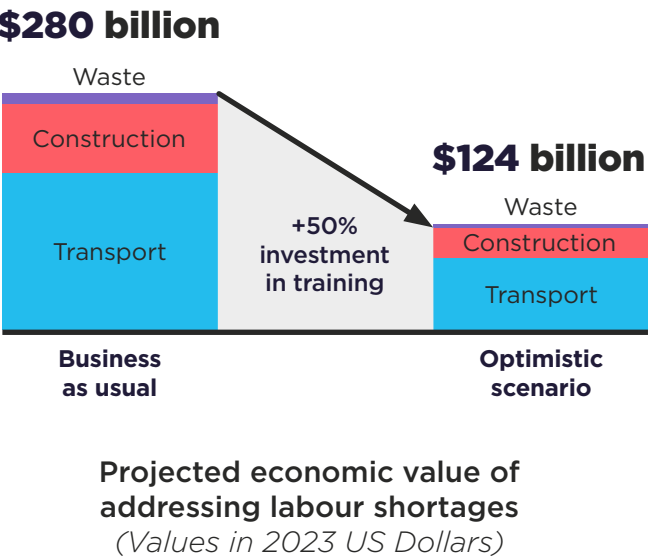 $280 billion
Waste
Construction
Transport
+50%
investment
in training
$124 billion
Waste
Construction
Transport
Business
as usual
Optimistic
scenario
Projected economic value of
addressing labour shortages
(Values in 2023 US Dollars)